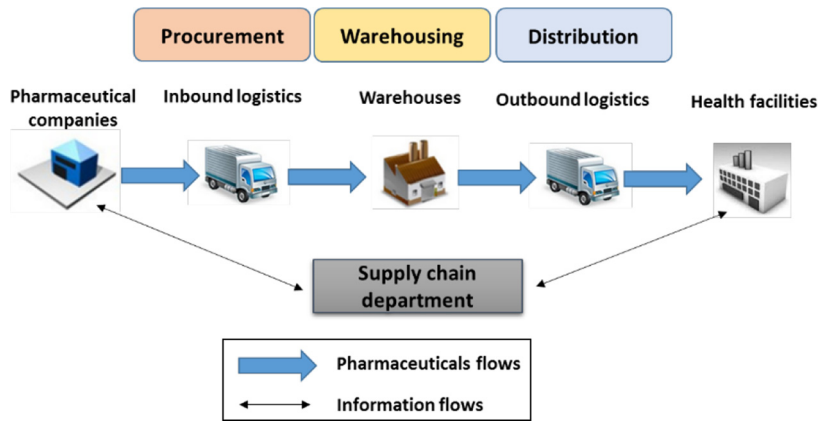 Procurement
Warehousing
Distribution
Pharmaceutical
companies
Inbound logistics
Warehouses
Outbound logistics
Health facilities
Supply chain
department
Pharmaceuticals flows
Information flows